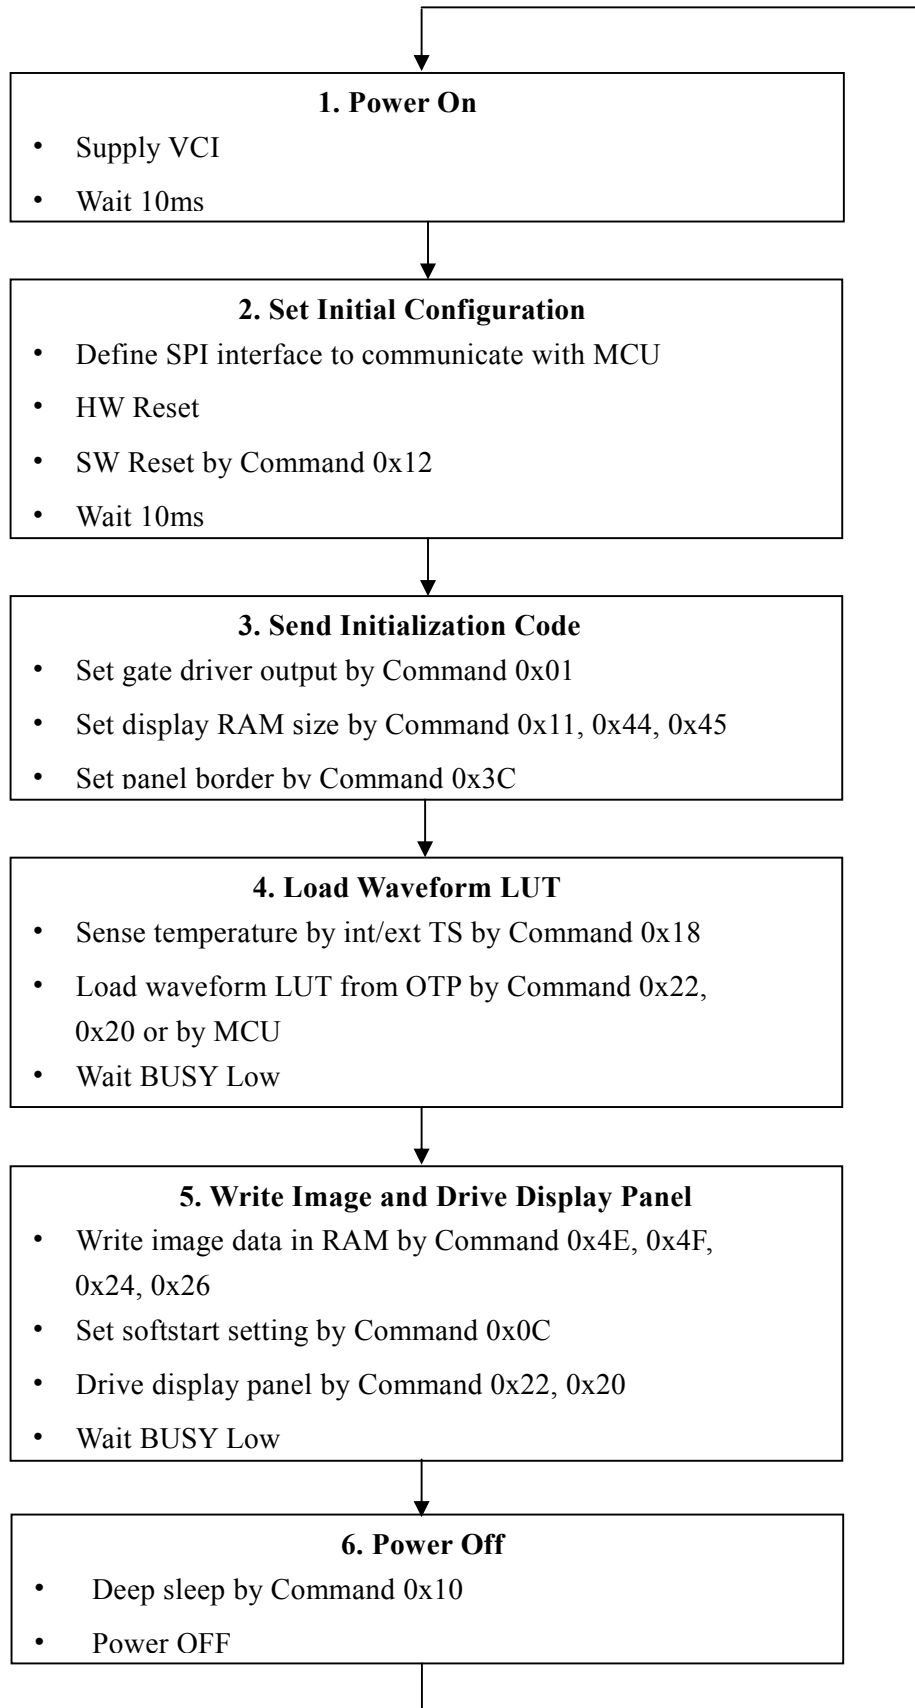 1. Power On
• Supply VCI
• Wait 10ms
2. Set Initial Configuration
• Define SPI interface to communicate with MCU
• HW Reset
• SW Reset by Command 0x12
• Wait 10ms
3. Send Initialization Code
• Set gate driver output by Command 0x01
• Set display RAM size by Command 0x11, 0x44, 0x45
• Set panel border by Command 0x3C
4. Load Waveform LUT
• Sense temperature by int/ext TS by Command 0x18
• Load waveform LUT from OTP by Command 0x22,
0x20 or by MCU
• Wait BUSY Low
5. Write Image and Drive Display Panel
• Write image data in RAM by Command 0x4E, 0x4F,
0x24, 0x26
• Set softstart setting by Command 0x0C
• Drive display panel by Command 0x22, 0x20
• Wait BUSY Low
6. Power Off
• Deep sleep by Command 0x10
• Power OFF